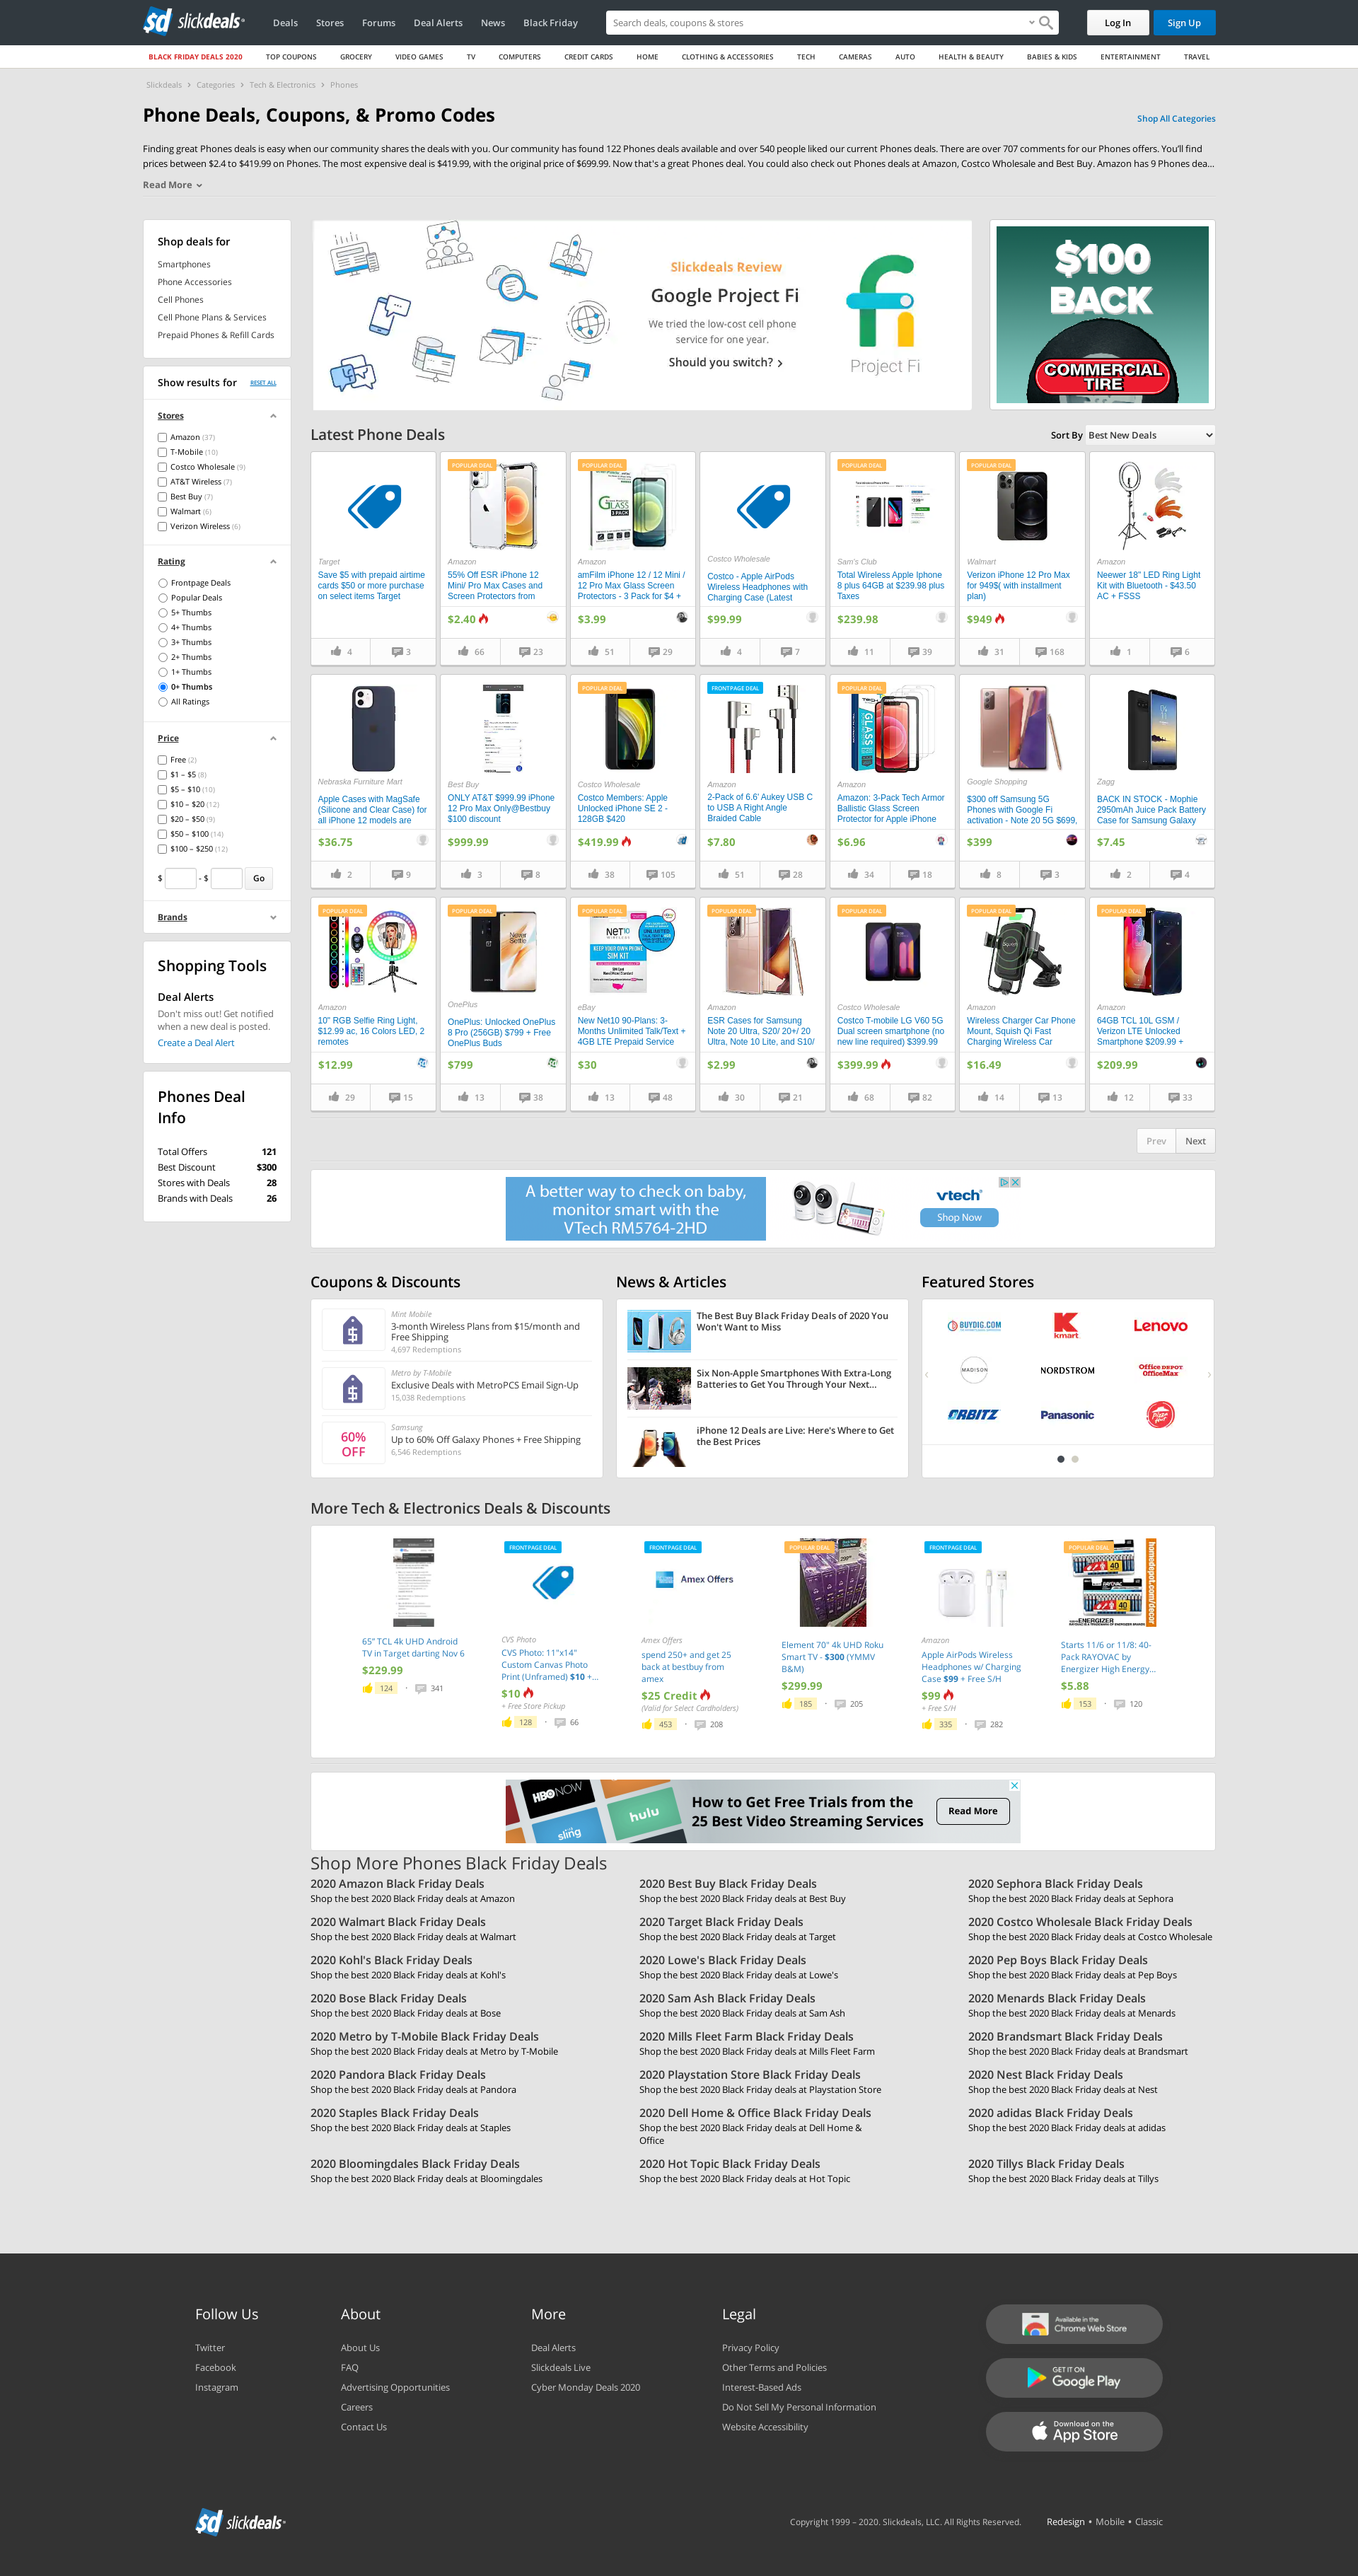 sd slickdeals
Deals
Stores
Forums
Deal Alerts
News
Black Friday
Search deals, coupons & stores
Log In
Sign Up
BLACK FRIDAY DEALS 2020
TOP COUPONS
GROCERY
VIDEO GAMES
TV
COMPUTERS
CREDIT CARDS
HOME
CLOTHING & ACCESSORIES
TECH
CAMERAS
AUTO
HEALTH & BEAUTY
BABIES & KIDS
ENTERTAINMENT
TRAVEL
Slickdeals › Categories › Tech & Electronics › Phones
Phone Deals, Coupons, & Promo Codes
Shop All Categories
Finding great Phones deals is easy when our community shares the deals with you. Our community has found 122 Phones deals available and over 540 people liked our current Phones deals. There are over 707 comments for our Phones offers. You'll find
prices between $2.4 to $419.99 on Phones. The most expensive deal is $419.99, with the original price of $699.99. Now that's a great Phones deal. You could also check out Phones deals at Amazon, Costco Wholesale and Best Buy. Amazon has 9 Phones dea...
Read More
Shop deals for
Smartphones
Phone Accessories
Cell Phones
Cell Phone Plans & Services
Prepaid Phones & Refill Cards
Show results for
RESET ALL
Stores
Amazon (37)
T-Mobile (10)
Costco Wholesale (9)
AT&T Wireless (7)
Best Buy (7)
Walmart (6)
Verizon Wireless (6)
Rating
Frontpage Deals
Popular Deals
5+ Thumbs
4+ Thumbs
3+ Thumbs
2+ Thumbs
1+ Thumbs
0+ Thumbs
All Ratings
Price
Free (2)
$1 – $5 (8)
$5 – $10 (10)
$10 – $20 (12)
$20 – $50 (9)
$50 – $100 (14)
$100 – $250 (12)
$ - $ Go
Brands
Shopping Tools
Deal Alerts
Don't miss out! Get notified
when a new deal is posted.
Create a Deal Alert
Phones Deal
Info
Total Offers 121
Best Discount $300
Stores with Deals 28
Brands with Deals 26
Slickdeals Review
Google Project Fi
We tried the low-cost cell phone
service for one year.
Should you switch? ›
Project Fi
$100
BACK
COMMERCIAL
TIRE
Latest Phone Deals
Sort By Best New Deals
Target
Save $5 with prepaid airtime
cards $50 or more purchase
on select items Target
4 3
POPULAR DEAL
Amazon
55% Off ESR iPhone 12
Mini/ Pro Max Cases and
Screen Protectors from
$2.40
66 23
POPULAR DEAL
GLASS
3 PACK
Amazon
amFilm iPhone 12 / 12 Mini /
12 Pro Max Glass Screen
Protectors - 3 Pack for $4 +
$3.99
51 29
Costco Wholesale
Costco - Apple AirPods
Wireless Headphones with
Charging Case (Latest
$99.99
4 7
POPULAR DEAL
Sam's Club
Total Wireless Apple Iphone
8 plus 64GB at $239.98 plus
Taxes
$239.98
11 39
POPULAR DEAL
Walmart
Verizon iPhone 12 Pro Max
for 949$( with installment
plan)
$949
31 168
Amazon
Neewer 18" LED Ring Light
Kit with Bluetooth - $43.50
AC + FSSS
1 6
Nebraska Furniture Mart
Apple Cases with MagSafe
(Silicone and Clear Case) for
all iPhone 12 models are
$36.75
2 9
Best Buy
ONLY AT&T $999.99 iPhone
12 Pro Max Only@Bestbuy
$100 discount
$999.99
3 8
POPULAR DEAL
Costco Wholesale
Costco Members: Apple
Unlocked iPhone SE 2 -
128GB $420
$419.99
38 105
FRONTPAGE DEAL
Amazon
2-Pack of 6.6' Aukey USB C
to USB A Right Angle
Braided Cable
$7.80
51 28
POPULAR DEAL
Amazon
Amazon: 3-Pack Tech Armor
Ballistic Glass Screen
Protector for Apple iPhone
$6.96
34 18
Google Shopping
$300 off Samsung 5G
Phones with Google Fi
activation - Note 20 5G $699,
$399
8 3
Zagg
BACK IN STOCK - Mophie
2950mAh Juice Pack Battery
Case for Samsung Galaxy
$7.45
2 4
POPULAR DEAL
Amazon
10" RGB Selfie Ring Light,
$12.99 ac, 16 Colors LED, 2
remotes
$12.99
29 15
POPULAR DEAL
Never
Settle
OnePlus
OnePlus: Unlocked OnePlus
8 Pro (256GB) $799 + Free
OnePlus Buds
$799
13 38
POPULAR DEAL
NET10
WIRELESS
KEEP YOUR OWN PHONE
SIM KIT
eBay
New Net10 90-Plans: 3-
Months Unlimited Talk/Text +
4GB LTE Prepaid Service
$30
13 48
POPULAR DEAL
Amazon
ESR Cases for Samsung
Note 20 Ultra, S20/ 20+/ 20
Ultra, Note 10 Lite, and S10/
$2.99
30 21
POPULAR DEAL
Costco Wholesale
Costco T-mobile LG V60 5G
Dual screen smartphone (no
new line required) $399.99
$399.99
68 82
POPULAR DEAL
Amazon
Wireless Charger Car Phone
Mount, Squish Qi Fast
Charging Wireless Car
$16.49
14 13
POPULAR DEAL
Amazon
64GB TCL 10L GSM /
Verizon LTE Unlocked
Smartphone $209.99 +
$209.99
12 33
Prev Next
A better way to check on baby,
monitor smart with the
VTech RM5764-2HD
vtech
Shop Now
Coupons & Discounts
Mint Mobile
3-month Wireless Plans from $15/month and
Free Shipping
4,697 Redemptions
Metro by T-Mobile
Exclusive Deals with MetroPCS Email Sign-Up
15,038 Redemptions
60%
OFF
Samsung
Up to 60% Off Galaxy Phones + Free Shipping
6,546 Redemptions
News & Articles
The Best Buy Black Friday Deals of 2020 You
Won't Want to Miss
Six Non-Apple Smartphones With Extra-Long
Batteries to Get You Through Your Next...
iPhone 12 Deals are Live: Here's Where to Get
the Best Prices
Featured Stores
BUYDIG.COM
kmart
Lenovo
MADISON
NORDSTROM
Office DEPOT
OfficeMax
ORBITZ
Panasonic
Pizza Hut
More Tech & Electronics Deals & Discounts
65" TCL 4k UHD Android
TV in Target darting Nov 6
$229.99
124 · 341
FRONTPAGE DEAL
CVS Photo
CVS Photo: 11"x14"
Custom Canvas Photo
Print (Unframed) $10 +...
$10
+ Free Store Pickup
128 · 66
FRONTPAGE DEAL
Amex Offers
Amex Offers
spend 250+ and get 25
back at bestbuy from
amex
$25 Credit
(Valid for Select Cardholders)
453 · 208
POPULAR DEAL
Element 70" 4k UHD Roku
Smart TV - $300 (YMMV
B&M)
$299.99
185 · 205
FRONTPAGE DEAL
Amazon
Apple AirPods Wireless
Headphones w/ Charging
Case $99 + Free S/H
$99
+ Free S/H
335 · 282
POPULAR DEAL
homedepot.com/decor
40
40
ENERGIZER
Starts 11/6 or 11/8: 40-
Pack RAYOVAC by
Energizer High Energy...
$5.88
153 · 120
HBO NOW
hulu
sling
How to Get Free Trials from the
25 Best Video Streaming Services
Read More
Shop More Phones Black Friday Deals
2020 Amazon Black Friday Deals
Shop the best 2020 Black Friday deals at Amazon
2020 Best Buy Black Friday Deals
Shop the best 2020 Black Friday deals at Best Buy
2020 Sephora Black Friday Deals
Shop the best 2020 Black Friday deals at Sephora
2020 Walmart Black Friday Deals
Shop the best 2020 Black Friday deals at Walmart
2020 Target Black Friday Deals
Shop the best 2020 Black Friday deals at Target
2020 Costco Wholesale Black Friday Deals
Shop the best 2020 Black Friday deals at Costco Wholesale
2020 Kohl's Black Friday Deals
Shop the best 2020 Black Friday deals at Kohl's
2020 Lowe's Black Friday Deals
Shop the best 2020 Black Friday deals at Lowe's
2020 Pep Boys Black Friday Deals
Shop the best 2020 Black Friday deals at Pep Boys
2020 Bose Black Friday Deals
Shop the best 2020 Black Friday deals at Bose
2020 Sam Ash Black Friday Deals
Shop the best 2020 Black Friday deals at Sam Ash
2020 Menards Black Friday Deals
Shop the best 2020 Black Friday deals at Menards
2020 Metro by T-Mobile Black Friday Deals
Shop the best 2020 Black Friday deals at Metro by T-Mobile
2020 Mills Fleet Farm Black Friday Deals
Shop the best 2020 Black Friday deals at Mills Fleet Farm
2020 Brandsmart Black Friday Deals
Shop the best 2020 Black Friday deals at Brandsmart
2020 Pandora Black Friday Deals
Shop the best 2020 Black Friday deals at Pandora
2020 Playstation Store Black Friday Deals
Shop the best 2020 Black Friday deals at Playstation Store
2020 Nest Black Friday Deals
Shop the best 2020 Black Friday deals at Nest
2020 Staples Black Friday Deals
Shop the best 2020 Black Friday deals at Staples
2020 Dell Home & Office Black Friday Deals
Shop the best 2020 Black Friday deals at Dell Home &
Office
2020 adidas Black Friday Deals
Shop the best 2020 Black Friday deals at adidas
2020 Bloomingdales Black Friday Deals
Shop the best 2020 Black Friday deals at Bloomingdales
2020 Hot Topic Black Friday Deals
Shop the best 2020 Black Friday deals at Hot Topic
2020 Tillys Black Friday Deals
Shop the best 2020 Black Friday deals at Tillys
Follow Us
Twitter
Facebook
Instagram
About
About Us
FAQ
Advertising Opportunities
Careers
Contact Us
More
Deal Alerts
Slickdeals Live
Cyber Monday Deals 2020
Legal
Privacy Policy
Other Terms and Policies
Interest-Based Ads
Do Not Sell My Personal Information
Website Accessibility
Available in the
Chrome Web Store
GET IT ON
Google Play
Download on the
App Store
sd slickdeals
Copyright 1999 – 2020. Slickdeals, LLC. All Rights Reserved.
Redesign • Mobile • Classic